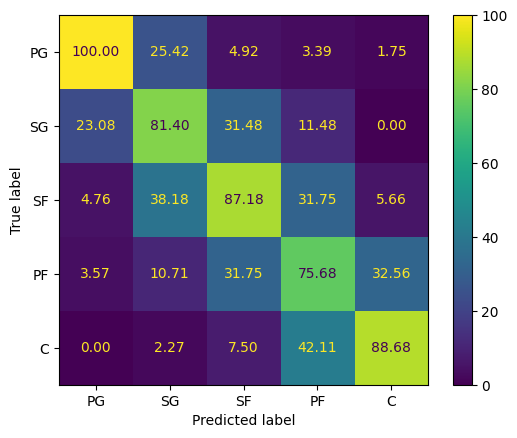 100
PG 100.00 25.42 4.92 3.39 1.75
80
SG 23.08 81.40 31.48 11.48 0.00
60
True label
SF 4.76 38.18 87.18 31.75 5.66
40
PF 3.57 10.71 31.75 75.68 32.56
20
C 0.00 2.27 7.50 42.11 88.68
0
PG SG SF PF C
Predicted label